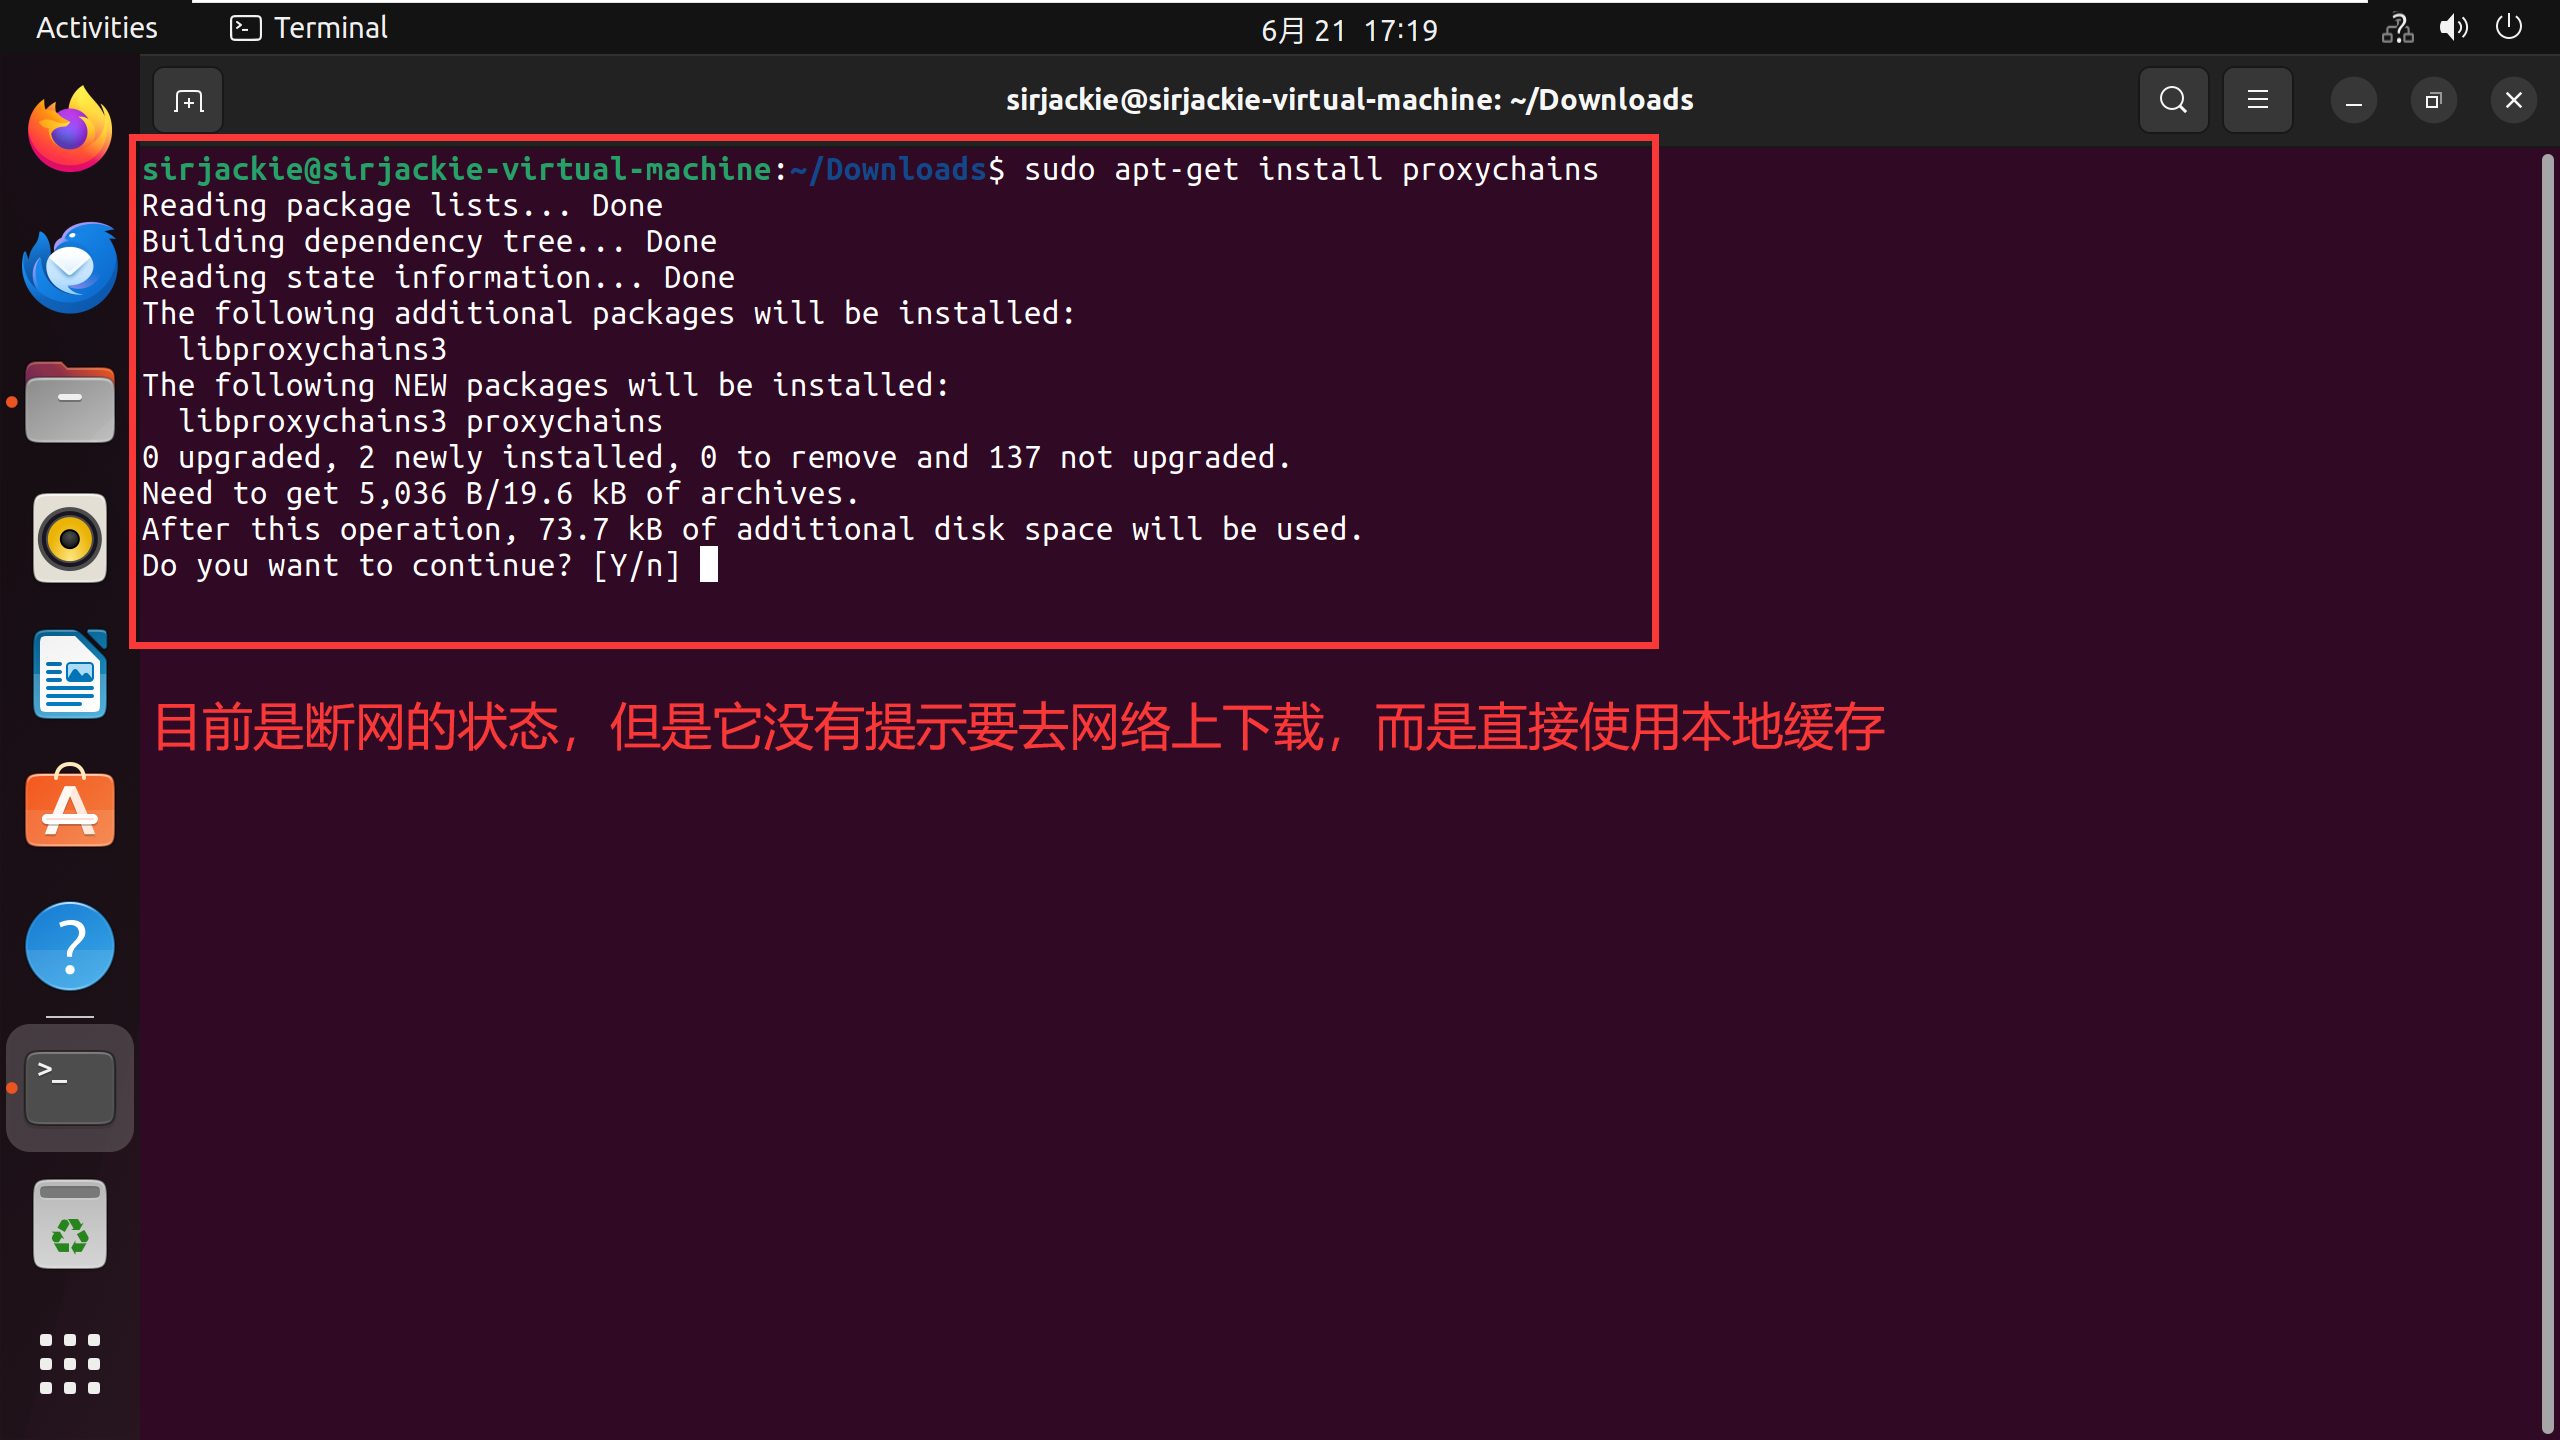 Activities
Terminal
6月 21 17:19
sirjackie@sirjackie-virtual-machine: ~/Downloads
sirjackie@sirjackie-virtual-machine:~/Downloads$ sudo apt-get install proxychains
Reading package lists... Done
Building dependency tree... Done
Reading state information... Done
The following additional packages will be installed:
  libproxychains3
The following NEW packages will be installed:
  libproxychains3 proxychains
0 upgraded, 2 newly installed, 0 to remove and 137 not upgraded.
Need to get 5,036 B/19.6 kB of archives.
After this operation, 73.7 kB of additional disk space will be used.
Do you want to continue? [Y/n]
目前是断网的状态，但是它没有提示要去网络上下载，而是直接使用本地缓存